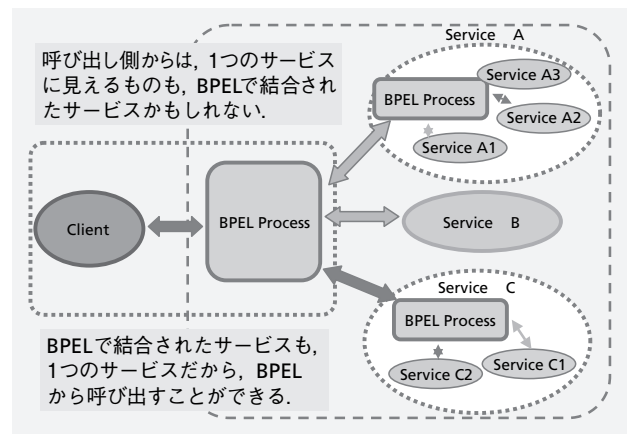 Service A
呼び出し側からは，1つのサービス
に見えるものも，BPELで結合され
たサービスかもしれない．
Service A3
BPEL Process
Service A2
Service A1
Client
BPEL Process
Service B
Service C
BPEL Process
Service C1
Service C2
BPELで結合されたサービスも，
1つのサービスだから，BPEL
から呼び出すことができる．